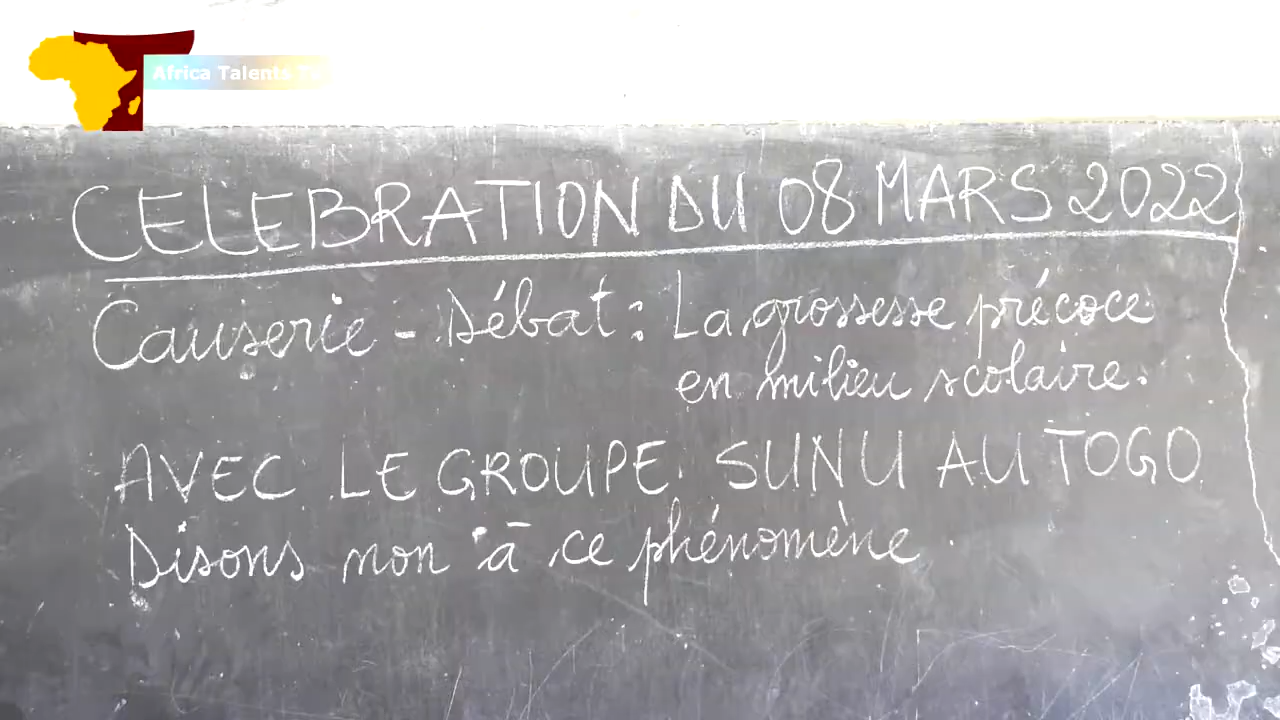 Africa Talents Tv
CELEBRATION DU 08 MARS 2022
Causerie - Débat : La grossesse précoce
en milieu scolaire.
AVEC LE GROUPE SUNU AU TOGO
Disons non à ce phénomène.